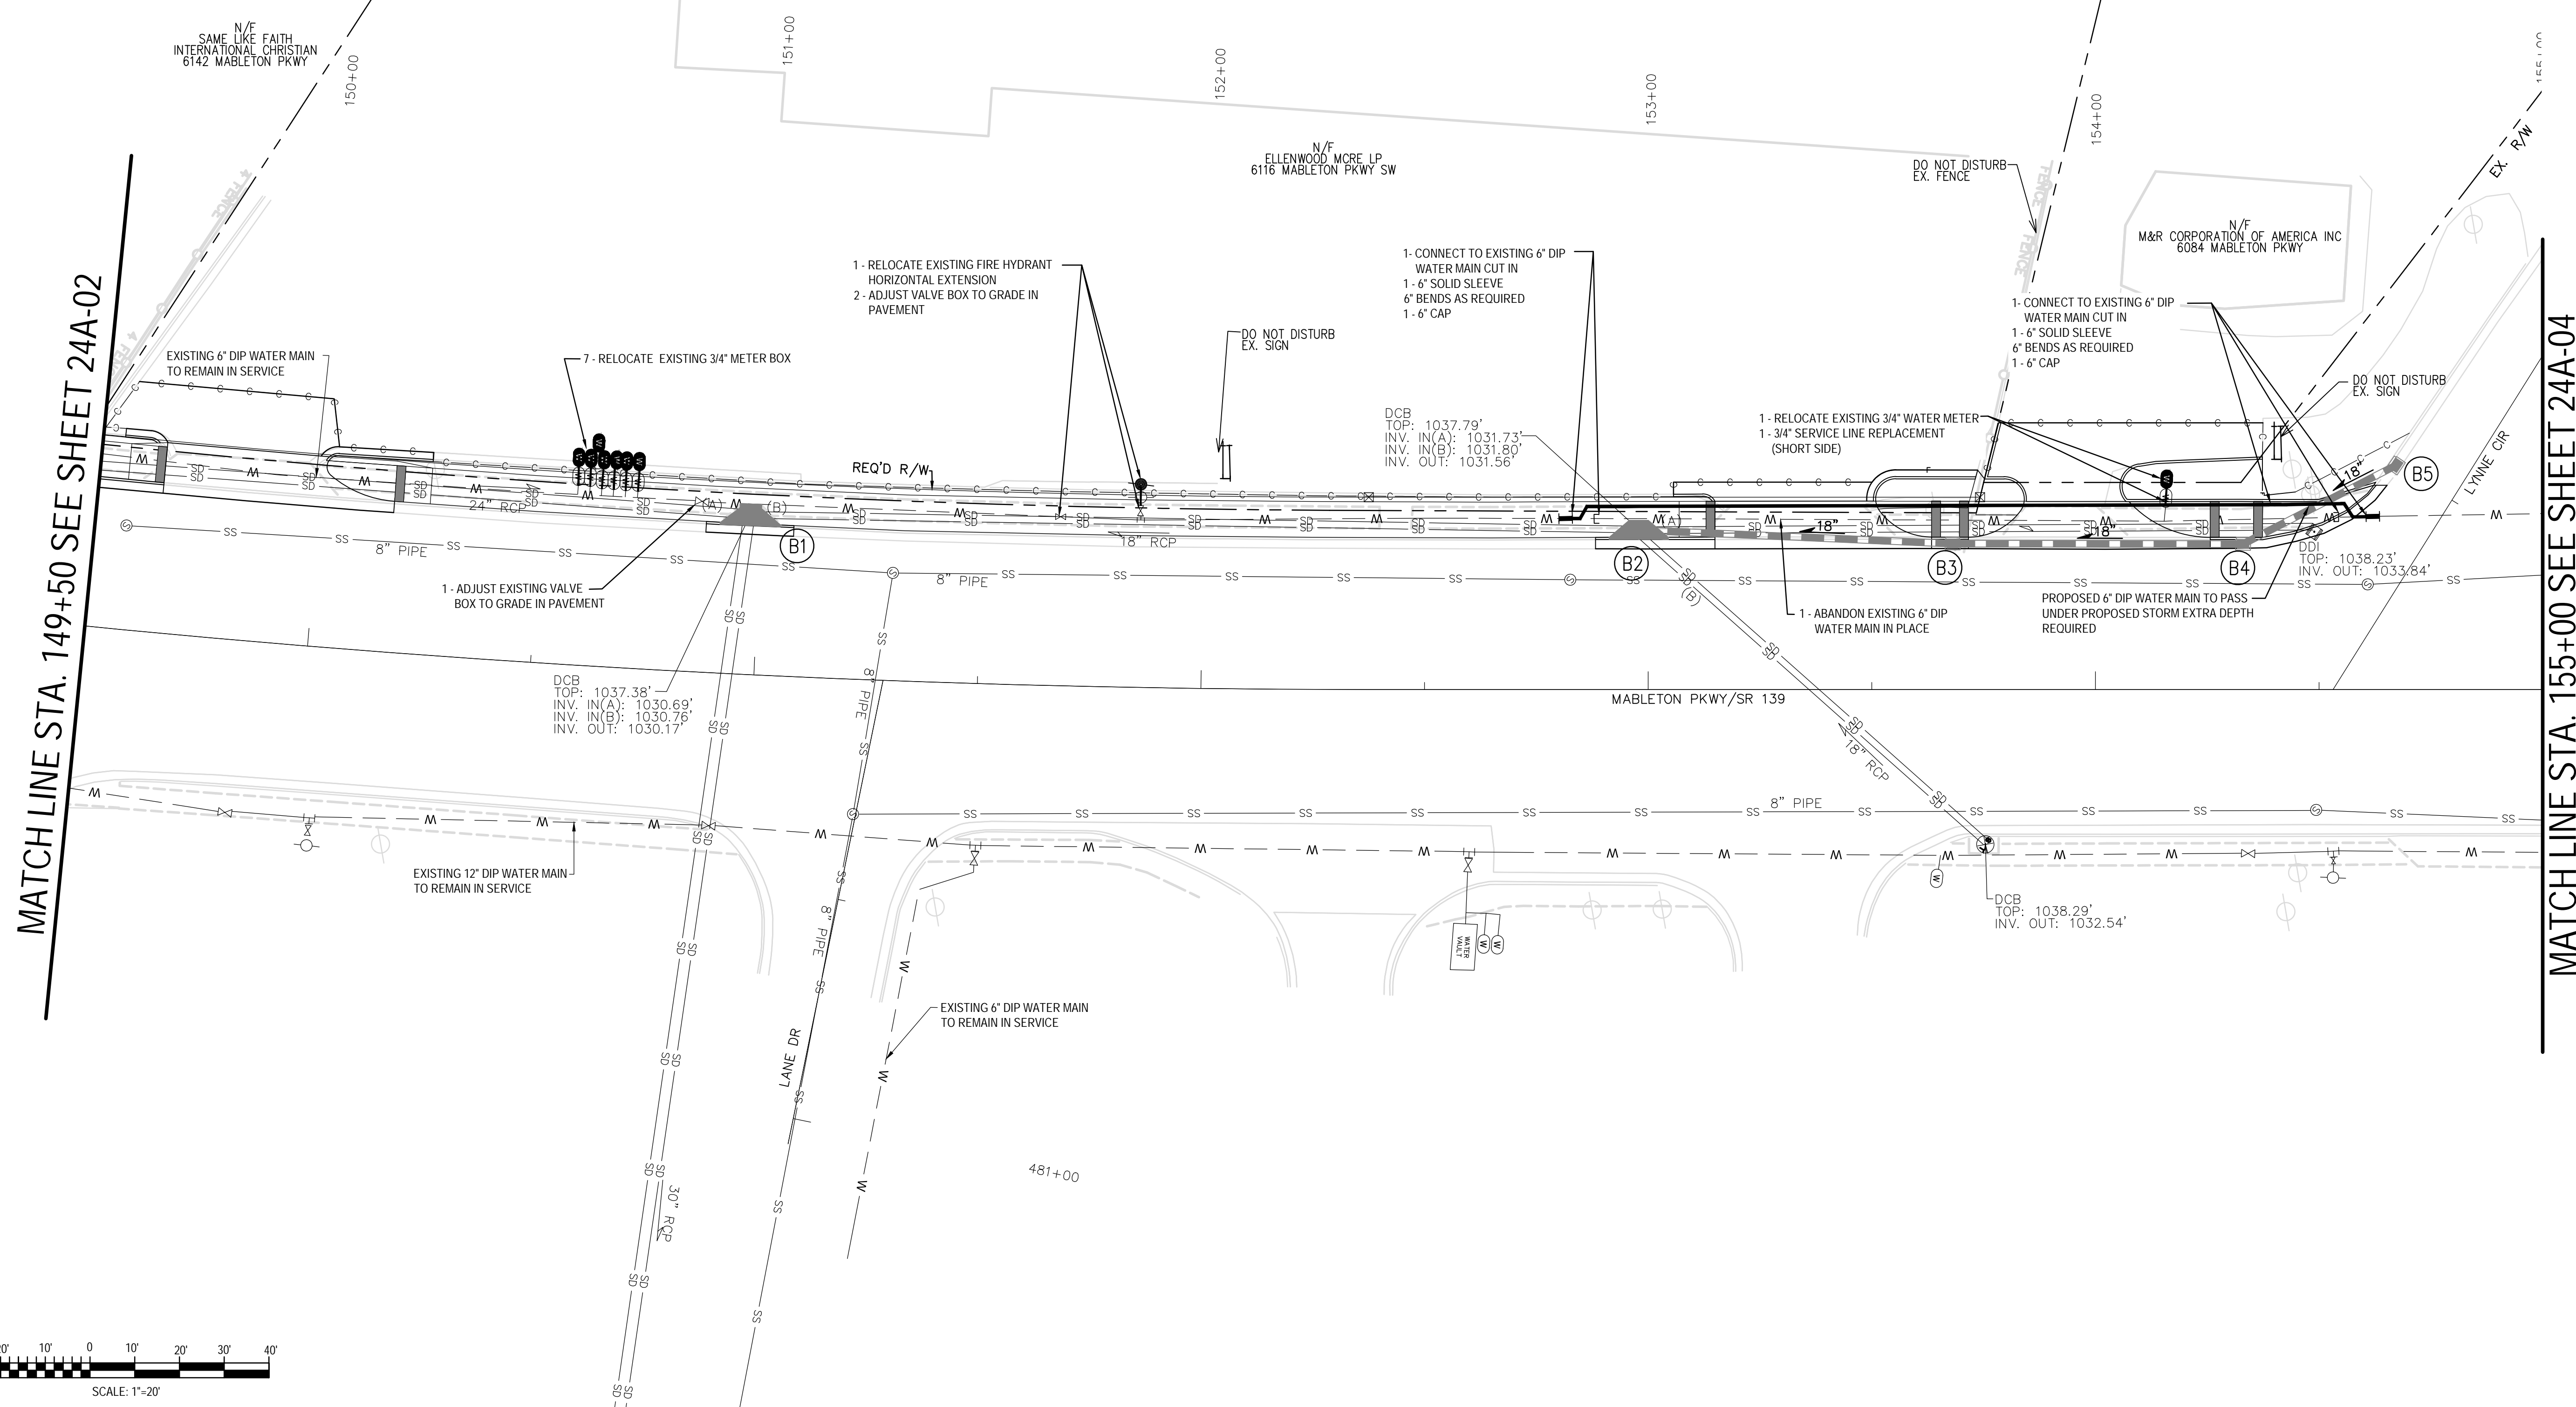 N/F
SAME LIKE FAITH
INTERNATIONAL CHRISTIAN
6142 MABLETON PKWY
150+00
151+00
152+00
153+00
154+00
155+00
N/F
ELLENWOOD MCRE LP
6116 MABLETON PKWY SW
DO NOT DISTURB
EX. FENCE
FENCE
FENCE
EX. R/W
N/F
M&R CORPORATION OF AMERICA INC
6084 MABLETON PKWY
4 FENCE
4 FENCE
MATCH LINE STA. 149+50 SEE SHEET 24A-02
MATCH LINE STA. 155+00 SEE SHEET 24A-04
EXISTING 6" DIP WATER MAIN
TO REMAIN IN SERVICE
7 - RELOCATE EXISTING 3/4" METER BOX
1 - RELOCATE EXISTING FIRE HYDRANT
HORIZONTAL EXTENSION
2 - ADJUST VALVE BOX TO GRADE IN
PAVEMENT
DO NOT DISTURB
EX. SIGN
1- CONNECT TO EXISTING 6" DIP
WATER MAIN CUT IN
1 - 6" SOLID SLEEVE
6" BENDS AS REQUIRED
1 - 6" CAP
1- CONNECT TO EXISTING 6" DIP
WATER MAIN CUT IN
1 - 6" SOLID SLEEVE
6" BENDS AS REQUIRED
1 - 6" CAP
DO NOT DISTURB
EX. SIGN
DCB
TOP: 1037.79'
INV. IN(A): 1031.73'
INV. IN(B): 1031.80'
INV. OUT: 1031.56'
1 - RELOCATE EXISTING 3/4" WATER METER
1 - 3/4" SERVICE LINE REPLACEMENT
(SHORT SIDE)
REQ'D R/W
LYNNE CIR
18"
B5
24" RCP
(A)
(B)
B1
18" RCP
(A)
18"
18"
B2
B3
B4
(B)
DDI
TOP: 1038.23'
INV. OUT: 1033.84'
8" PIPE
8" PIPE
1 - ADJUST EXISTING VALVE
BOX TO GRADE IN PAVEMENT
1 - ABANDON EXISTING 6" DIP
WATER MAIN IN PLACE
PROPOSED 6" DIP WATER MAIN TO PASS
UNDER PROPOSED STORM EXTRA DEPTH
REQUIRED
DCB
TOP: 1037.38'
INV. IN(A): 1030.69'
INV. IN(B): 1030.76'
INV. OUT: 1030.17'
8" PIPE
MABLETON PKWY/SR 139
18" RCP
8" PIPE
EXISTING 12" DIP WATER MAIN
TO REMAIN IN SERVICE
DCB
TOP: 1038.29'
INV. OUT: 1032.54'
8" PIPE
WATER
VAULT
EXISTING 6" DIP WATER MAIN
TO REMAIN IN SERVICE
LANE DR
30" RCP
481+00
10'
0
10'
20'
30'
40'
SCALE: 1"=20'